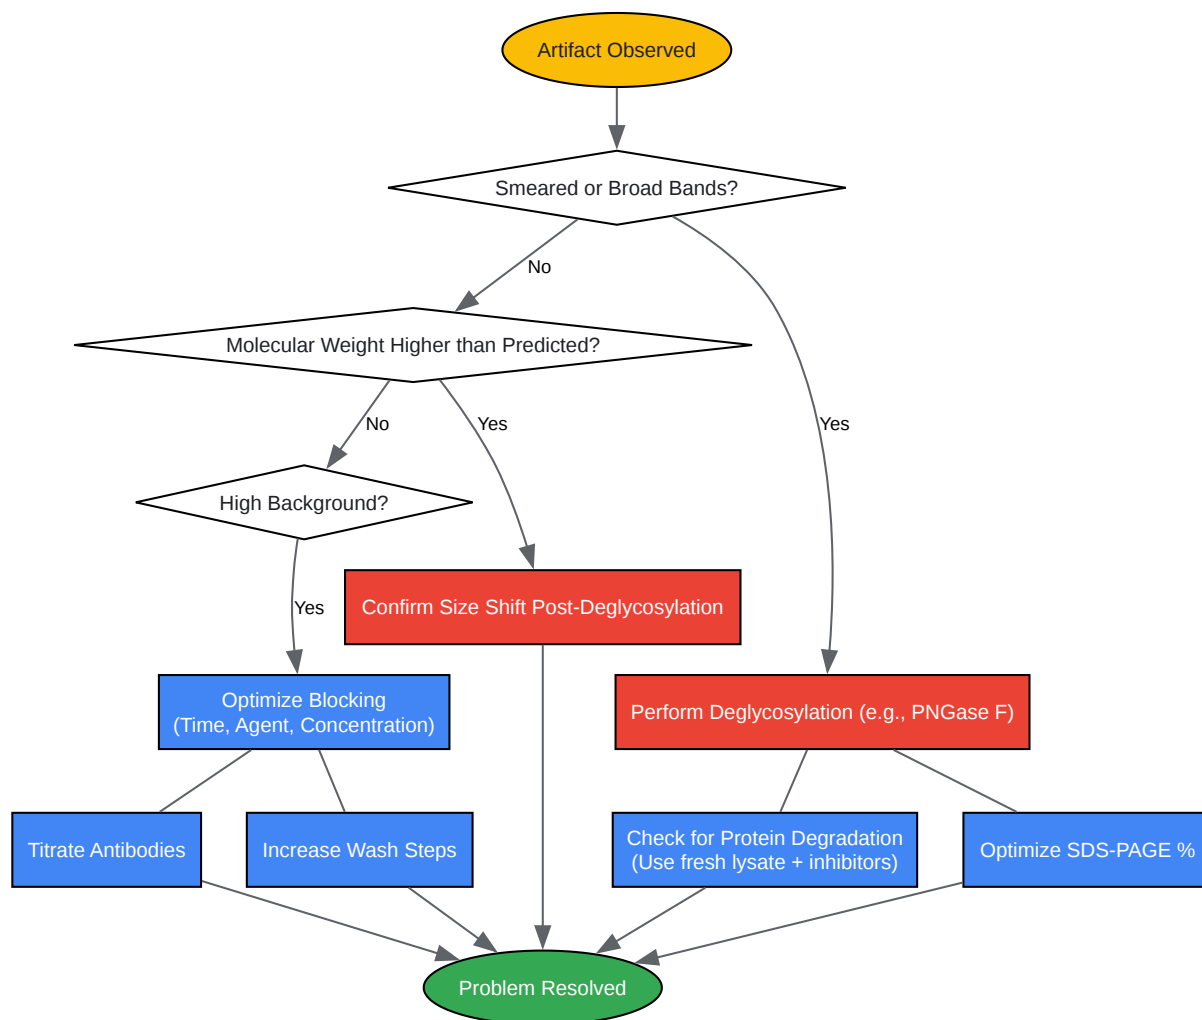 Artifact Observed
Smeared or Broad Bands?
No
Molecular Weight Higher than Predicted?
No
Yes
Yes
High Background?
Confirm Size Shift Post-Deglycosylation
Yes
Optimize Blocking
(Time, Agent, Concentration)
Perform Deglycosylation (e.g., PNGase F)
Titrate Antibodies
Increase Wash Steps
Check for Protein Degradation
(Use fresh lysate + inhibitors)
Optimize SDS-PAGE %
Problem Resolved